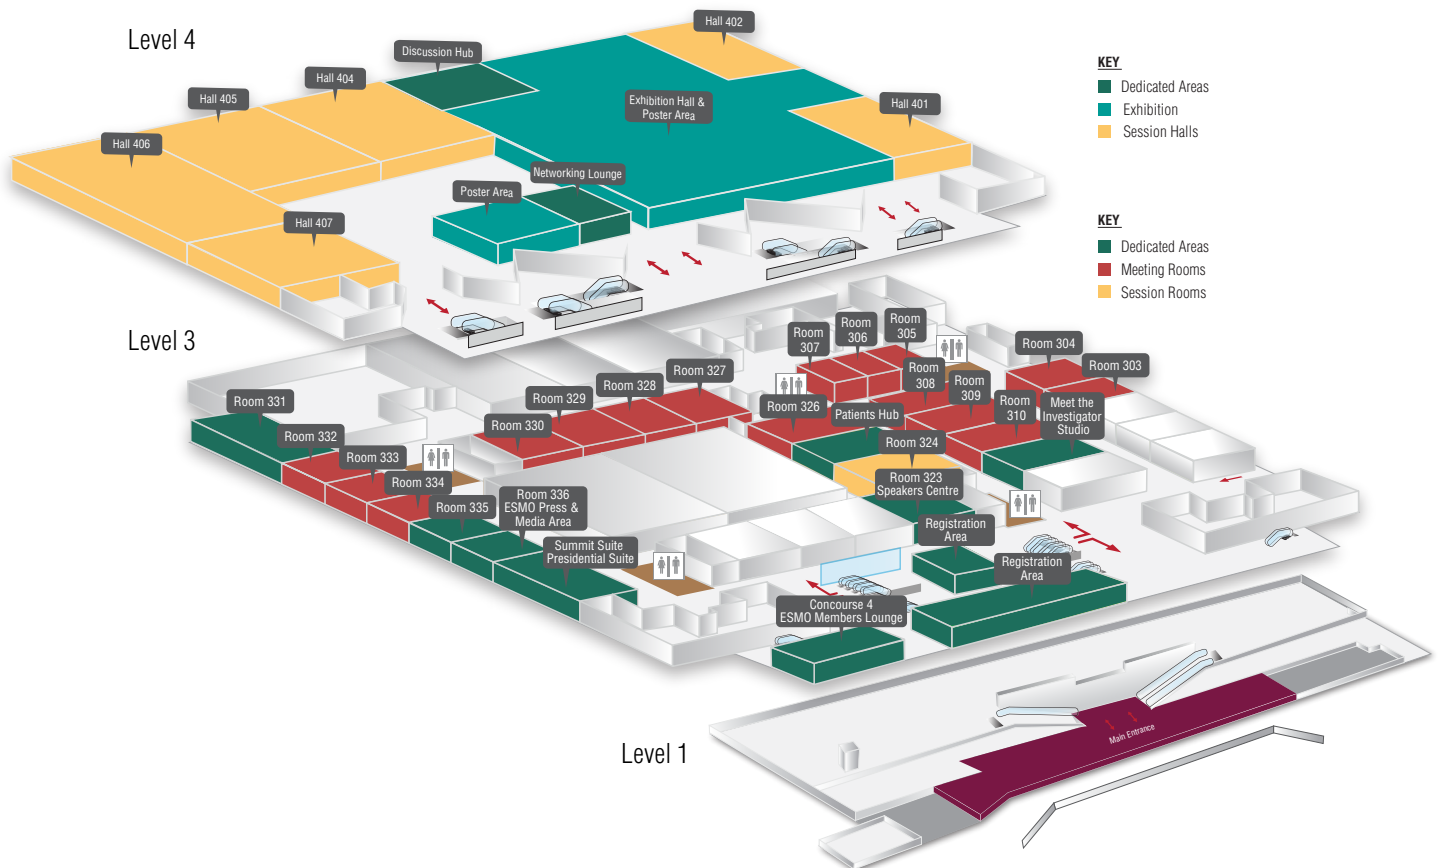 Level 4
Hall 402
Discussion Hub
Hall 404
Hall 405
Hall 406
Exhibition Hall &
Poster Area
Hall 401
Networking Lounge
Poster Area
Hall 407
KEY
Dedicated Areas
Exhibition
Session Halls
KEY
Dedicated Areas
Meeting Rooms
Session Rooms
Level 3
Room
307
Room
306
Room
305
Room 304
Room 303
Room
308
Room
309
Room
310
Meet the
Investigator
Studio
Room 331
Room 332
Room 333
Room 334
Room 335
Room 330
Room 329
Room 328
Room 327
Room 326
Patients Hub
Room 324
Room 323
Speakers Centre
Room 336
ESMO Press &
Media Area
Summit Suite
Presidential Suite
Registration
Area
Registration
Area
Concourse 4
ESMO Members Lounge
Level 1
Main Entrance